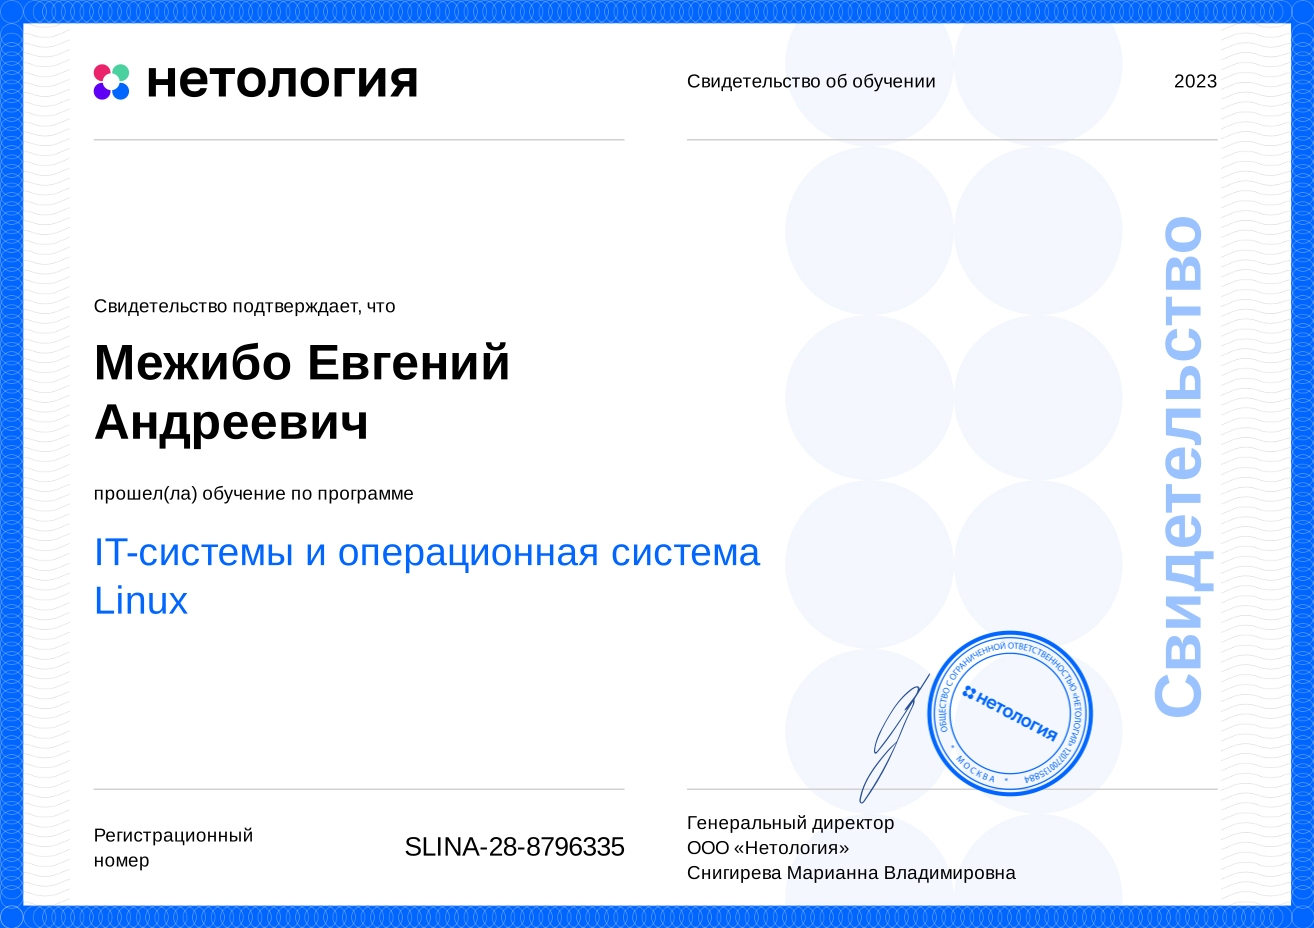 нетология
Свидетельство об обучении
2023
Свидетельство подтверждает, что
Межибо Евгений
Андреевич
прошел(ла) обучение по программе
IT-системы и операционная система
Linux
Свидетельство
ОБЩЕСТВО С ОГРАНИЧЕННОЙ ОТВЕТСТВЕННОСТЬЮ «НЕТОЛОГИЯ» 1207700135884
* МОСКВА *
нетология
Регистрационный
номер
SLINA-28-8796335
Генеральный директор
ООО «Нетология»
Снигирева Марианна Владимировна